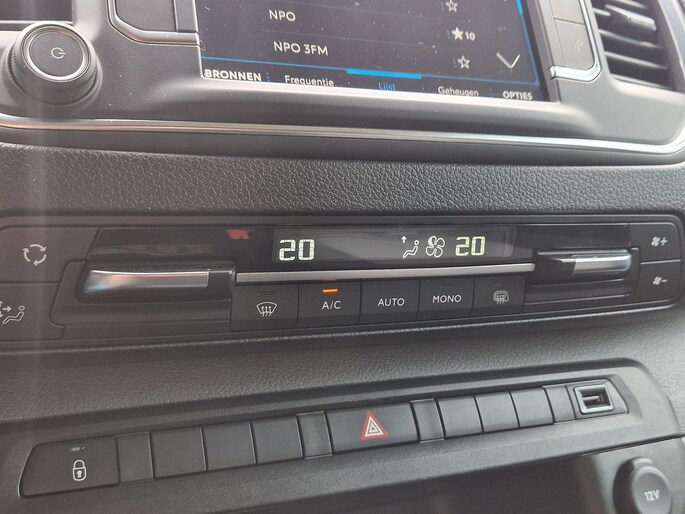 NPO
10
NPO 3FM
BRONNEN Frequentie Lijst Geheugen OPTIES
20 20
A/C AUTO MONO
12V